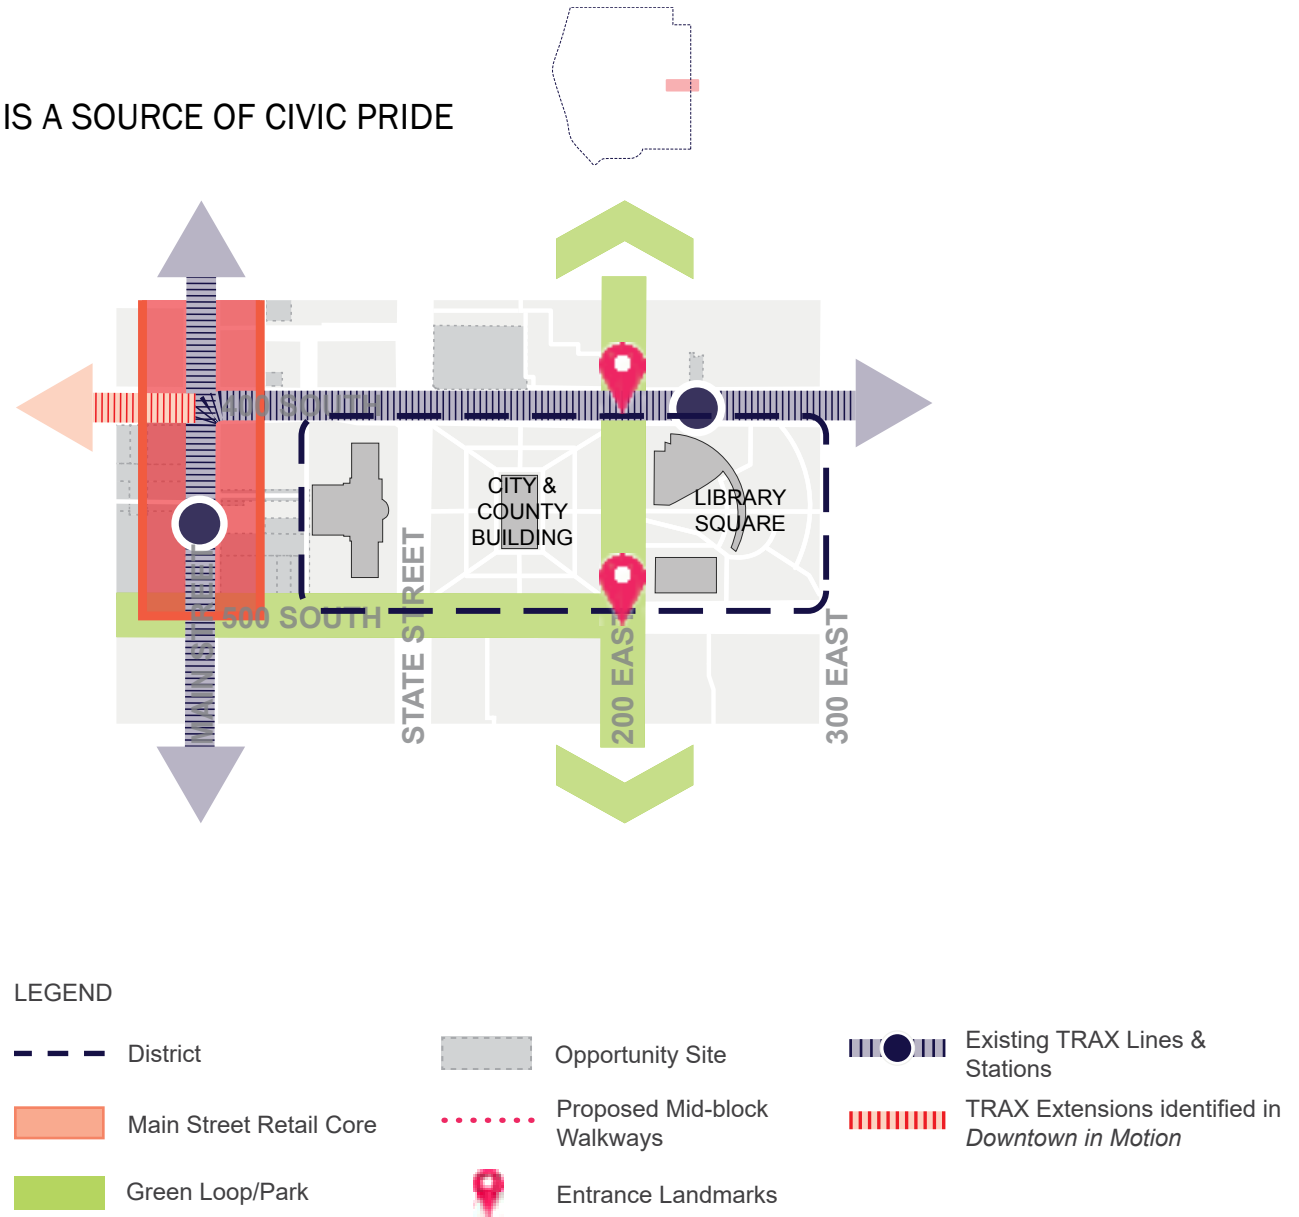 IS A SOURCE OF CIVIC PRIDE
400 SOUTH
CITY &
COUNTY
BUILDING
LIBRARY
SQUARE
500 SOUTH
MAIN STREET
STATE STREET
200 EAST
300 EAST
LEGEND
District
Main Street Retail Core
Green Loop/Park
Opportunity Site
Proposed Mid-block
Walkways
Entrance Landmarks
Existing TRAX Lines &
Stations
TRAX Extensions identified in
Downtown in Motion